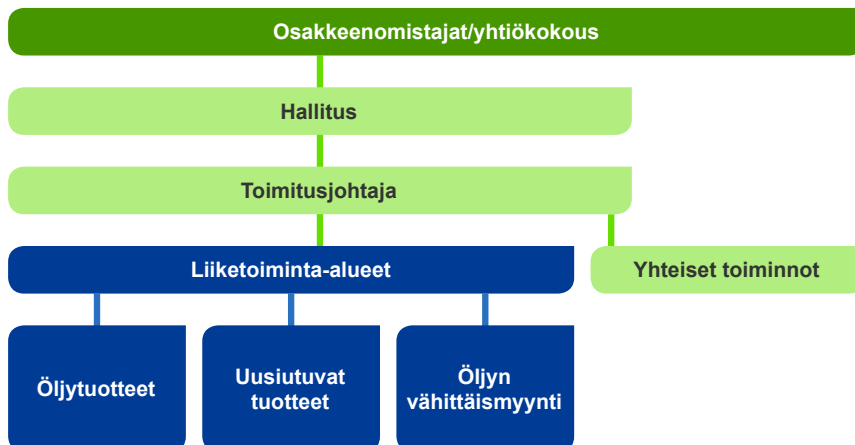 Osakkeenomistajat/yhtiökokous
Hallitus
Toimitusjohtaja
Liiketoiminta-alueet
Yhteiset toiminnot
Öljytuotteet
Uusiutuvat
tuotteet
Öljyn
vähittäismyynti